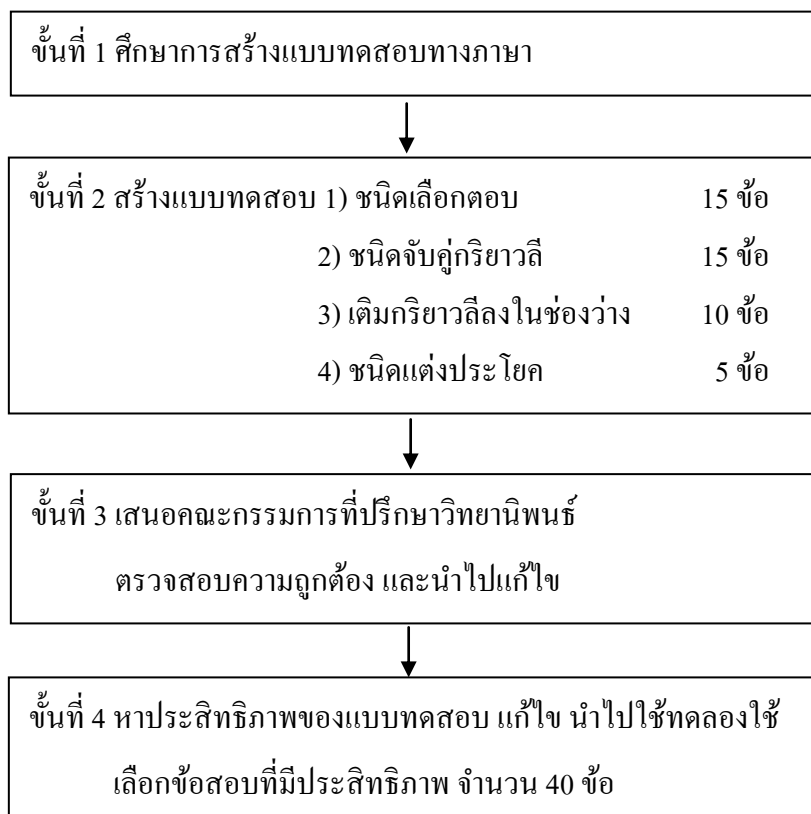 ขั้นที่ 1 ศึกษาการสร้างแบบทดสอบทางภาษา
ขั้นที่ 2 สร้างแบบทดสอบ 1) ชนิดเลือกตอบ 15 ข้อ
2) ชนิดจับคู่กริยาวลี 15 ข้อ
3) เติมกริยาวลีลงในช่องว่าง 10 ข้อ
4) ชนิดแต่งประโยค 5 ข้อ
ขั้นที่ 3 เสนอคณะกรรมการที่ปรึกษาวิทยานิพนธ์
ตรวจสอบความถูกต้อง และนำไปแก้ไข
ขั้นที่ 4 หาประสิทธิภาพของแบบทดสอบ แก้ไข นำไปใช้ทดลองใช้
เลือกข้อสอบที่มีประสิทธิภาพ จำนวน 40 ข้อ